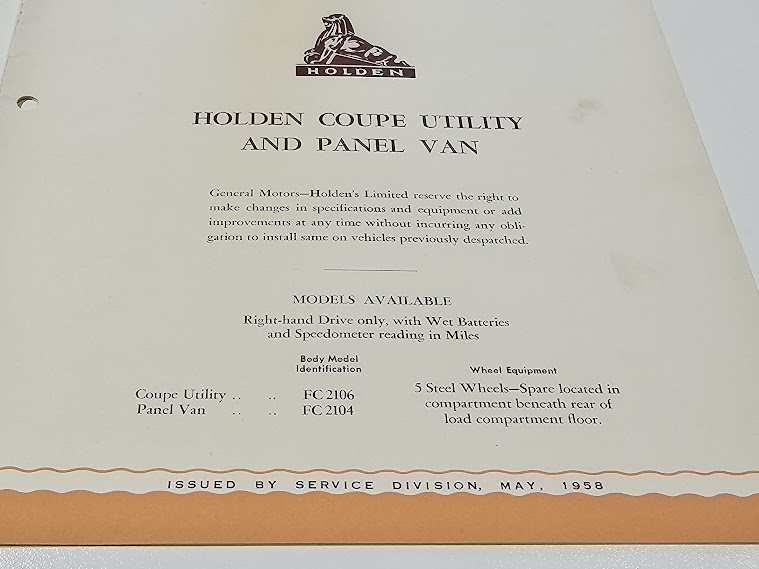 HOLDEN
HOLDEN COUPE UTILITY
AND PANEL VAN
General Motors—Holden's Limited reserve the right to
make changes in specifications and equipment or add
improvements at any time without incurring any obli-
gation to install same on vehicles previously despatched.
MODELS AVAILABLE
Right-hand Drive only, with Wet Batteries
and Speedometer reading in Miles
Body Model
Identification
Coupe Utility .. .. FC 2106
Panel Van .. .. FC 2104
Wheel Equipment
5 Steel Wheels—Spare located in
compartment beneath rear of
load compartment floor.
ISSUED BY SERVICE DIVISION, MAY, 1958